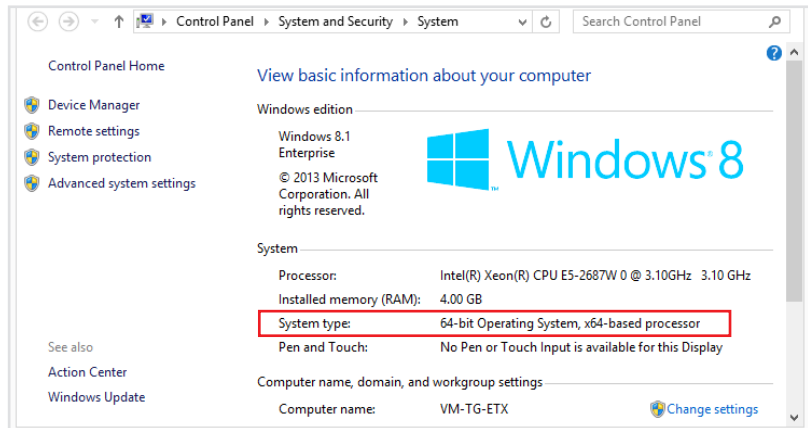 Control Panel System and Security System
Search Control Panel
Control Panel Home
Device Manager
Remote settings
System protection
Advanced system settings
See also
Action Center
Windows Update
View basic information about your computer
Windows edition
Windows 8.1
Enterprise
© 2013 Microsoft
Corporation. All
rights reserved.
Windows 8
System
Processor: Intel(R) Xeon(R) CPU E5-2687W 0 @ 3.10GHz 3.10 GHz
Installed memory (RAM): 4.00 GB
System type: 64-bit Operating System, x64-based processor
Pen and Touch: No Pen or Touch Input is available for this Display
Computer name, domain, and workgroup settings
Computer name: VM-TG-ETX Change settings